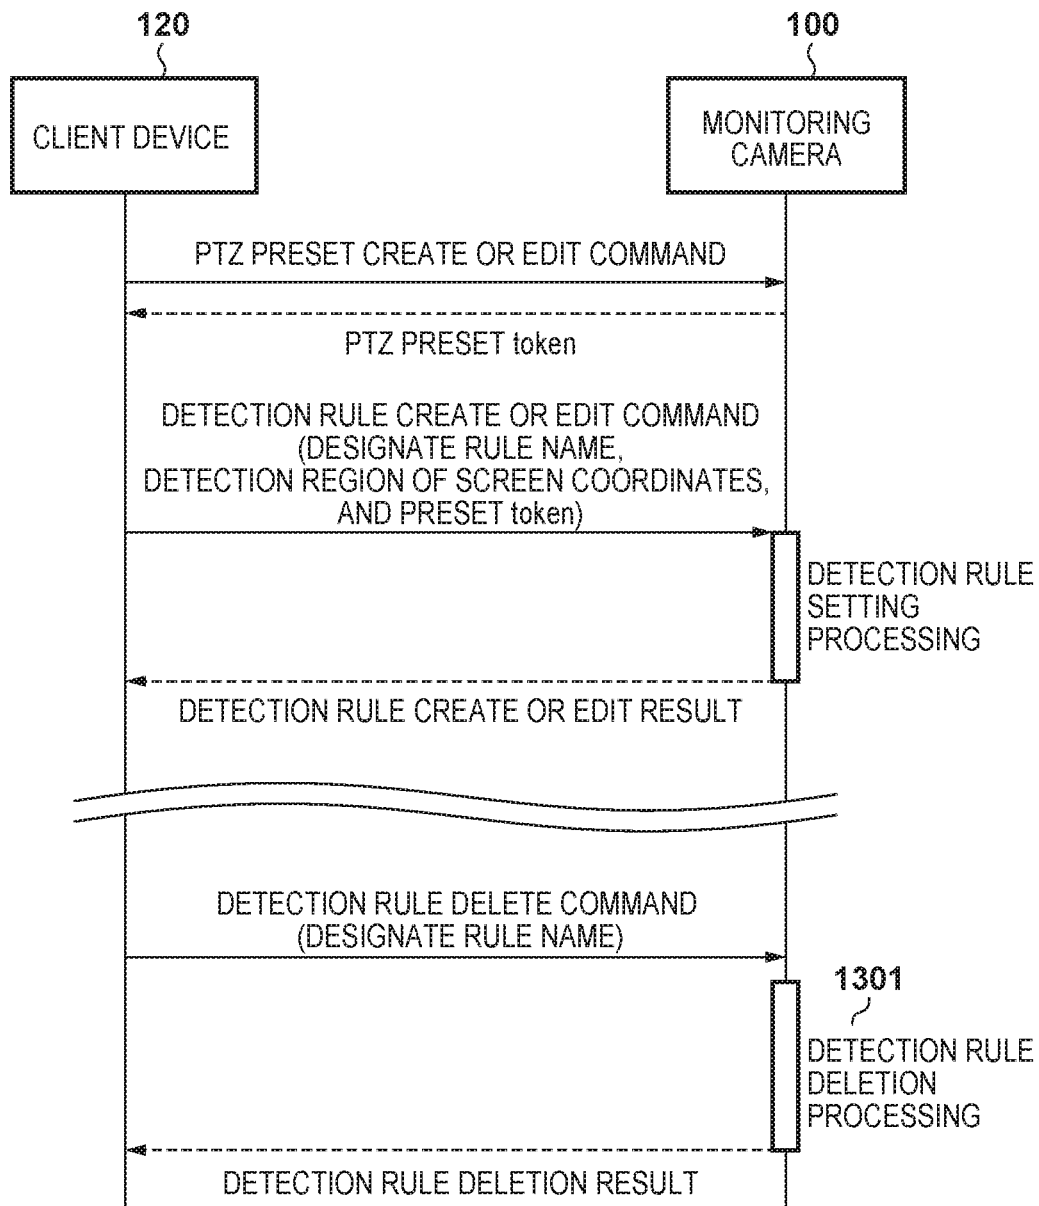 120
100
CLIENT DEVICE
MONITORING
CAMERA
PTZ PRESET CREATE OR EDIT COMMAND
PTZ PRESET token
DETECTION RULE CREATE OR EDIT COMMAND
(DESIGNATE RULE NAME,
DETECTION REGION OF SCREEN COORDINATES,
AND PRESET token)
DETECTION RULE
SETTING
PROCESSING
DETECTION RULE CREATE OR EDIT RESULT
DETECTION RULE DELETE COMMAND
(DESIGNATE RULE NAME)
1301
DETECTION RULE
DELETION
PROCESSING
DETECTION RULE DELETION RESULT